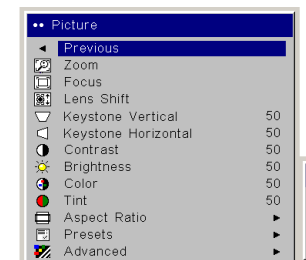 •• Picture
Previous
Zoom
Focus
Lens Shift
Keystone Vertical 50
Keystone Horizontal 50
Contrast 50
Brightness 50
Color 50
Tint 50
Aspect Ratio
Presets
Advanced